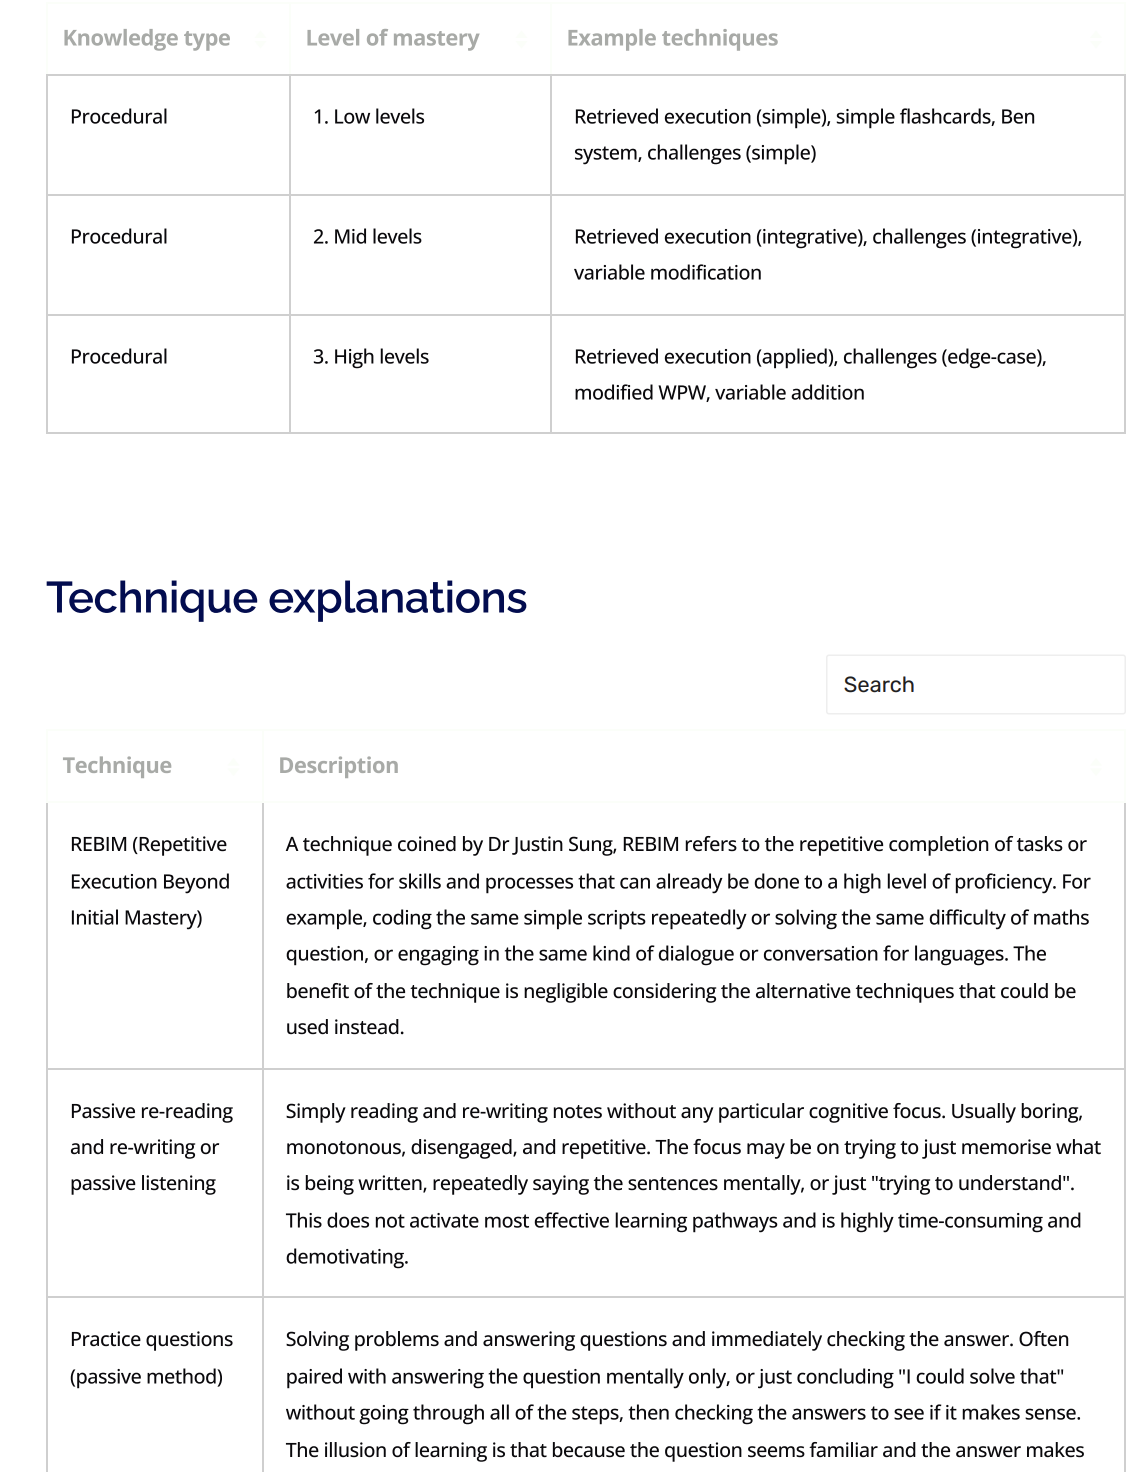 Knowledge type Level of mastery Example techniques
Procedural 1. Low levels Retrieved execution (simple), simple flashcards, Ben
system, challenges (simple)
Procedural 2. Mid levels Retrieved execution (integrative), challenges (integrative),
variable modification
Procedural 3. High levels Retrieved execution (applied), challenges (edge-case),
modified WPW, variable addition
Technique explanations
Search
Technique Description
REBIM (Repetitive A technique coined by Dr Justin Sung, REBIM refers to the repetitive completion of tasks or
Execution Beyond activities for skills and processes that can already be done to a high level of proficiency. For
Initial Mastery) example, coding the same simple scripts repeatedly or solving the same difficulty of maths
question, or engaging in the same kind of dialogue or conversation for languages. The
benefit of the technique is negligible considering the alternative techniques that could be
used instead.
Passive re-reading Simply reading and re-writing notes without any particular cognitive focus. Usually boring,
and re-writing or monotonous, disengaged, and repetitive. The focus may be on trying to just memorise what
passive listening is being written, repeatedly saying the sentences mentally, or just "trying to understand".
This does not activate most effective learning pathways and is highly time-consuming and
demotivating.
Practice questions Solving problems and answering questions and immediately checking the answer. Often
(passive method) paired with answering the question mentally only, or just concluding "I could solve that"
without going through all of the steps, then checking the answers to see if it makes sense.
The illusion of learning is that because the question seems familiar and the answer makes